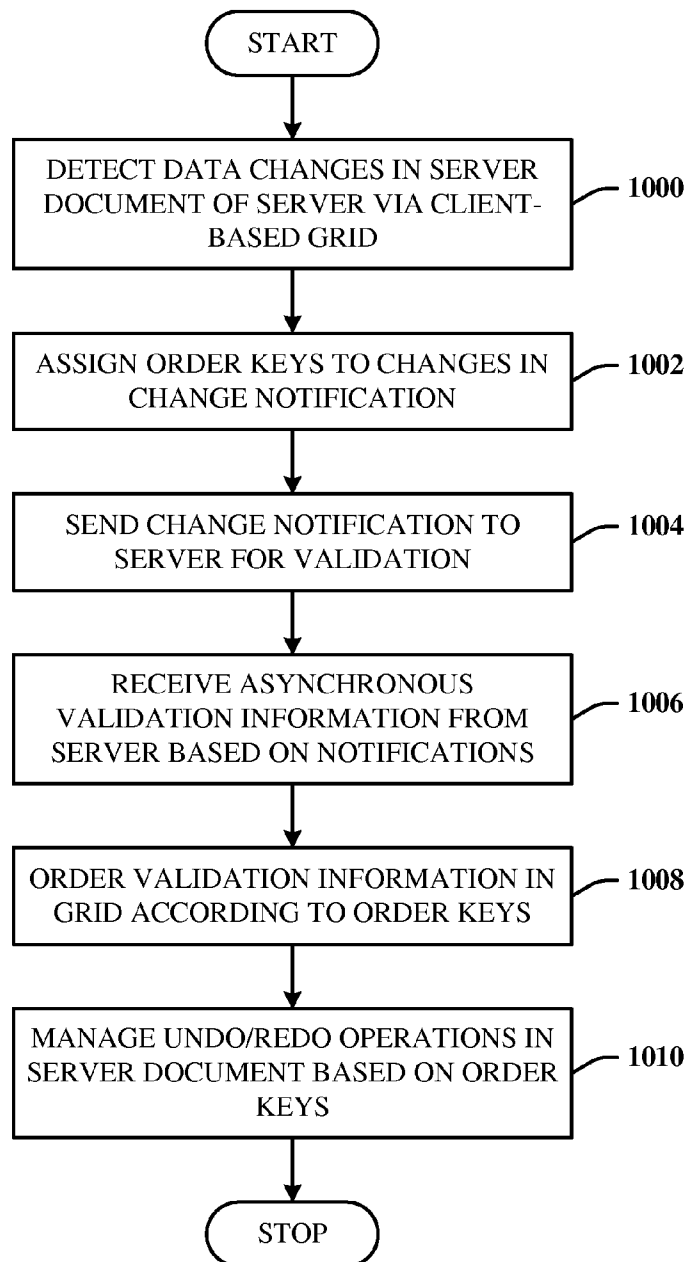 START
DETECT DATA CHANGES IN SERVER
DOCUMENT OF SERVER VIA CLIENT-
BASED GRID
1000
ASSIGN ORDER KEYS TO CHANGES IN
CHANGE NOTIFICATION
1002
SEND CHANGE NOTIFICATION TO
SERVER FOR VALIDATION
1004
RECEIVE ASYNCHRONOUS
VALIDATION INFORMATION FROM
SERVER BASED ON NOTIFICATIONS
1006
ORDER VALIDATION INFORMATION IN
GRID ACCORDING TO ORDER KEYS
1008
MANAGE UNDO/REDO OPERATIONS IN
SERVER DOCUMENT BASED ON ORDER
KEYS
1010
STOP